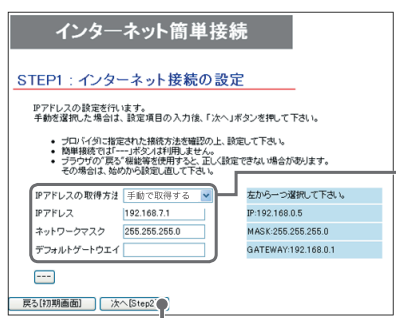 インターネット簡単接続
STEP1：インターネット接続の設定
IPアドレスの設定を行います。
手動を選択した場合は、設定項目の入力後、「次へ」ボタンを押して下さい。
• プロバイダに指定された接続方法を確認の上、設定して下さい。
• 簡単接続では「---」ボタンは利用しません。
• ブラウザの"戻る"機能等を使用すると、正しく設定できない場合があります。
その場合は、始めから設定し直して下さい。
IPアドレスの取得方法 手動で取得する 左から一つ選択して下さい。
IPアドレス 192.168.7.1 IP:192.168.0.5
ネットワークマスク 255.255.255.0 MASK:255.255.255.0
デフォルトゲートウエイ GATEWAY:192.168.0.1
---
戻る[初期画面] 次へ[Step2